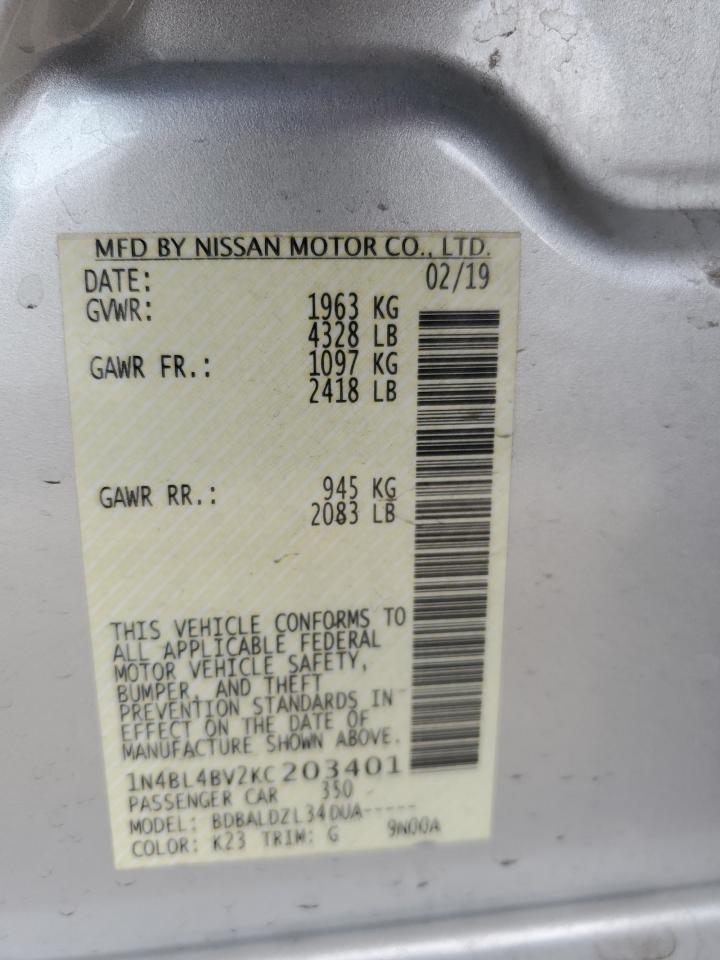 MFD BY NISSAN MOTOR CO., LTD.
DATE: 02/19
GVWR: 1963 KG
4328 LB
GAWR FR.: 1097 KG
2418 LB
GAWR RR.: 945 KG
2083 LB
THIS VEHICLE CONFORMS TO
ALL APPLICABLE FEDERAL
MOTOR VEHICLE SAFETY,
BUMPER, AND THEFT
PREVENTION STANDARDS IN
EFFECT ON THE DATE OF
MANUFACTURE SHOWN ABOVE.
1N4BL4BV2KC203401
PASSENGER CAR 350
MODEL: BDBALDZL34DUA-----
COLOR: K23 TRIM: G 9N00A